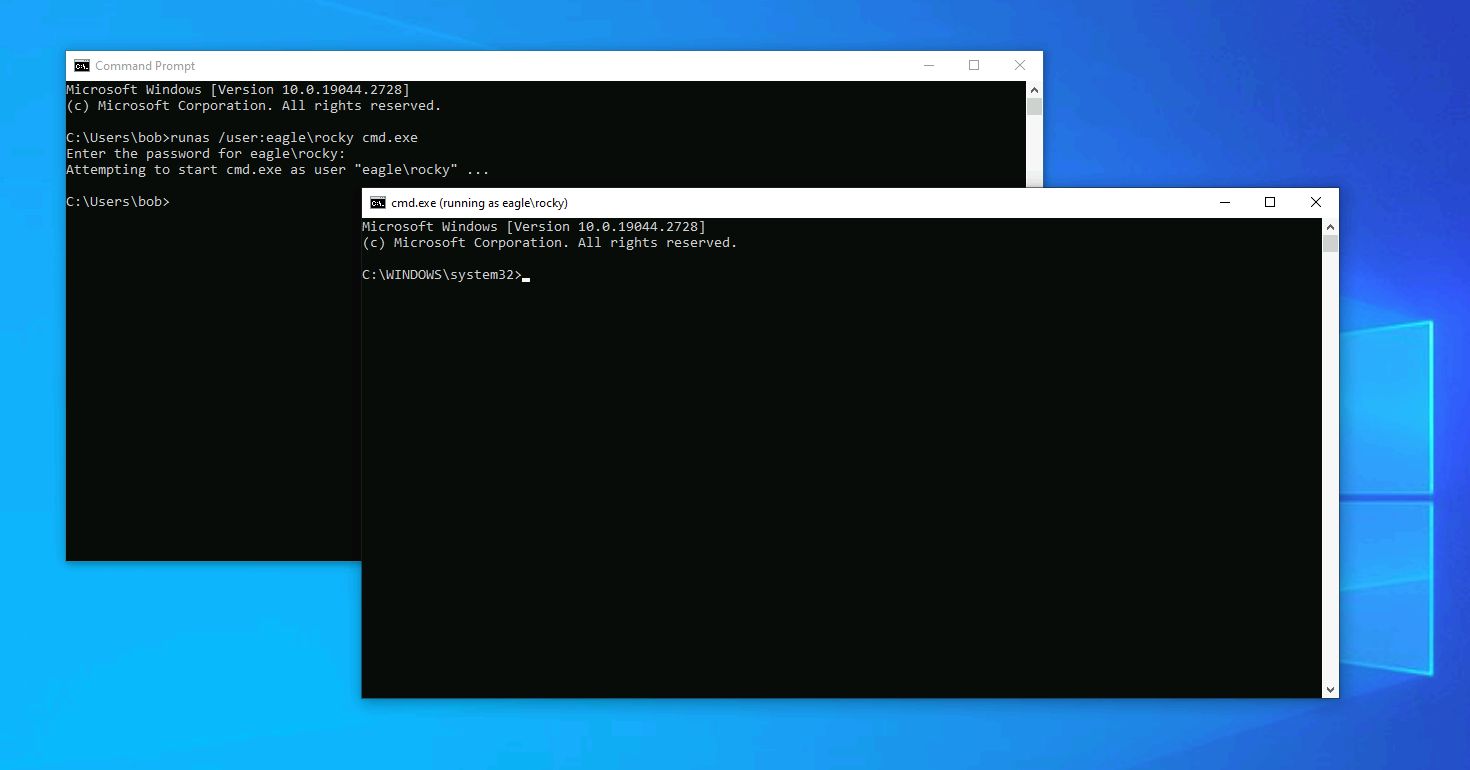 Command Prompt
Microsoft Windows [Version 10.0.19044.2728]
(c) Microsoft Corporation. All rights reserved.
C:\Users\bob>runas /user:eagle\rocky cmd.exe
Enter the password for eagle\rocky:
Attempting to start cmd.exe as user "eagle\rocky" ...
C:\Users\bob>
cmd.exe (running as eagle\rocky)
Microsoft Windows [Version 10.0.19044.2728]
(c) Microsoft Corporation. All rights reserved.
C:\WINDOWS\system32>